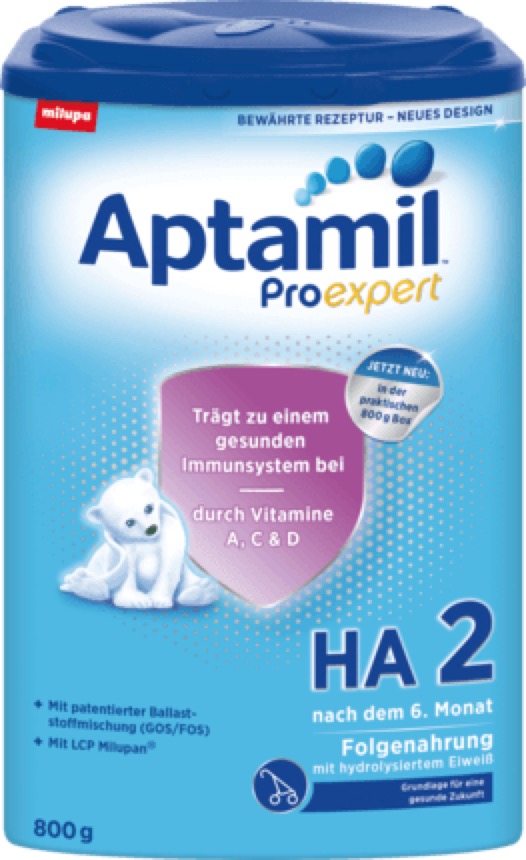 milupa
BEWÄHRTE REZEPTUR – NEUES DESIGN
Aptamil™
Proexpert
JETZT NEU:
in der
praktischen
800g Box
Trägt zu einem
gesunden
Immunsystem bei
durch Vitamine
A, C & D
HA 2
nach dem 6. Monat
+ Mit patentierter Ballast-
stoffmischung (GOS/FOS)
+ Mit LCP Milupan®
Folgenahrung
mit hydrolysiertem Eiweiß
Grundlage für eine
gesunde Zukunft
800g